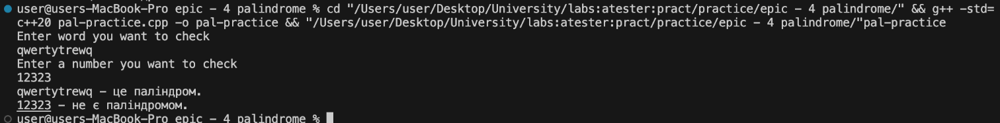 user@users-MacBook-Pro epic - 4 palindrome % cd "/Users/user/Desktop/University/labs:atester:pract/practice/epic - 4 palindrome/" && g++ -std=
c++20 pal-practice.cpp -o pal-practice && "/Users/user/Desktop/University/labs:atester:pract/practice/epic - 4 palindrome/"pal-practice
Enter word you want to check
qwertytrewq
Enter a number you want to check
12323
qwertytrewq - це паліндром.
12323 - не є паліндромом.
user@users-MacBook-Pro epic - 4 palindrome %